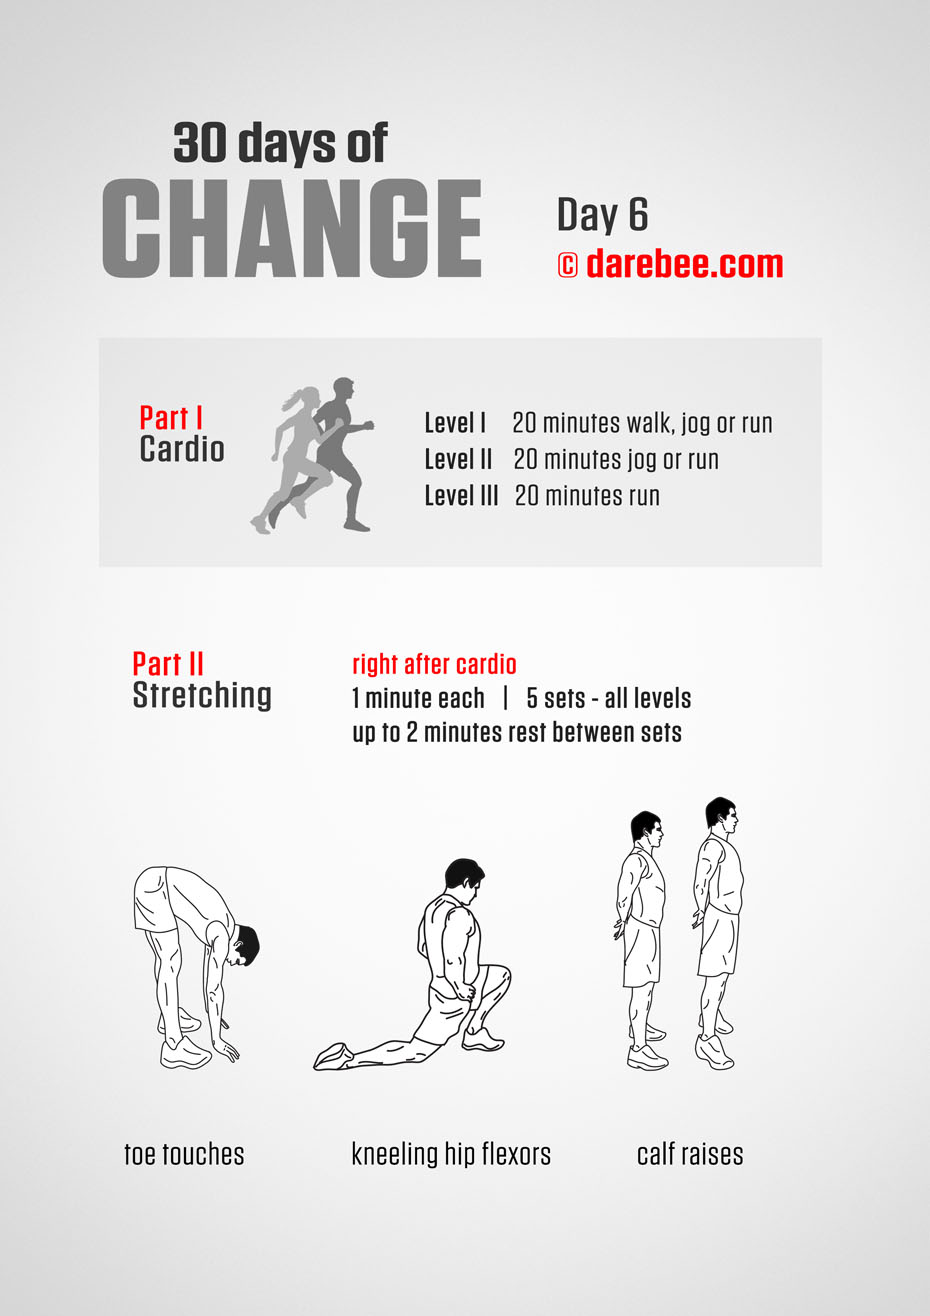 30 days of
CHANGE
Day 6
© darebee.com
Part I
Cardio
Level I 20 minutes walk, jog or run
Level II 20 minutes jog or run
Level III 20 minutes run
Part II
Stretching
right after cardio
1 minute each | 5 sets - all levels
up to 2 minutes rest between sets
toe touches
kneeling hip flexors
calf raises